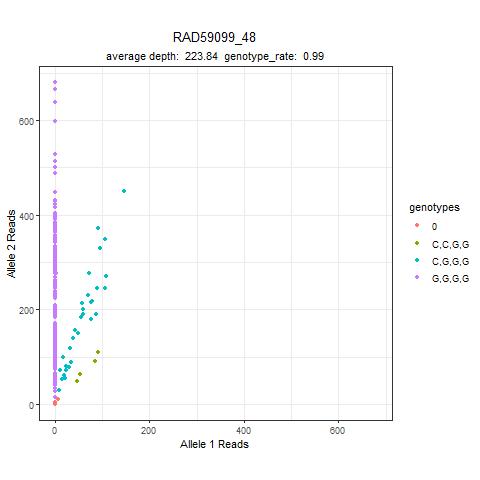 RAD59099_48
average depth: 223.84 genotype_rate: 0.99
600
400
200
0
Allele 2 Reads
0 200 400 600
Allele 1 Reads
genotypes
0
C,C,G,G
C,G,G,G
G,G,G,G